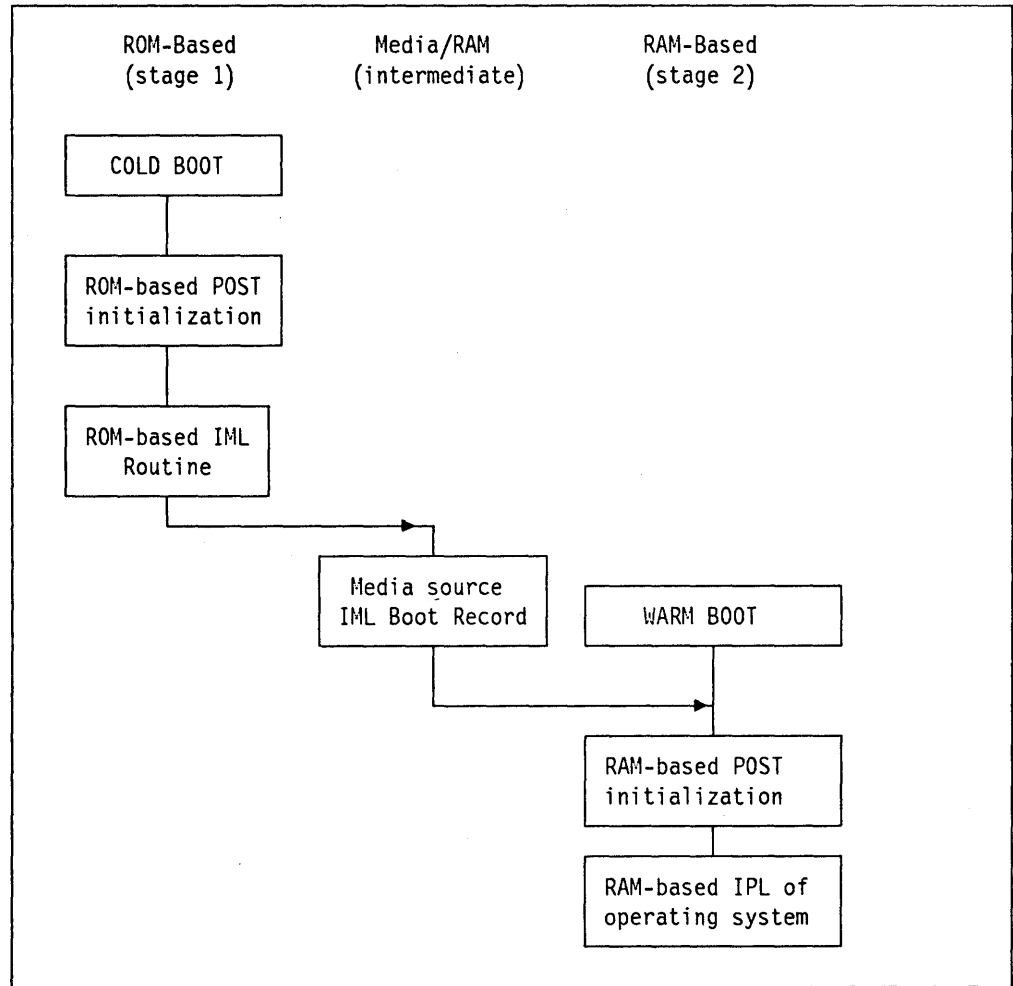 ROM-Based
(stage 1)
Media/RAM
(intermediate)
RAM-Based
(stage 2)
COLD BOOT
ROM-based POST
initialization
ROM-based IML
Routine
Media source
IML Boot Record
WARM BOOT
RAM-based POST
initialization
RAM-based IPL of
operating system